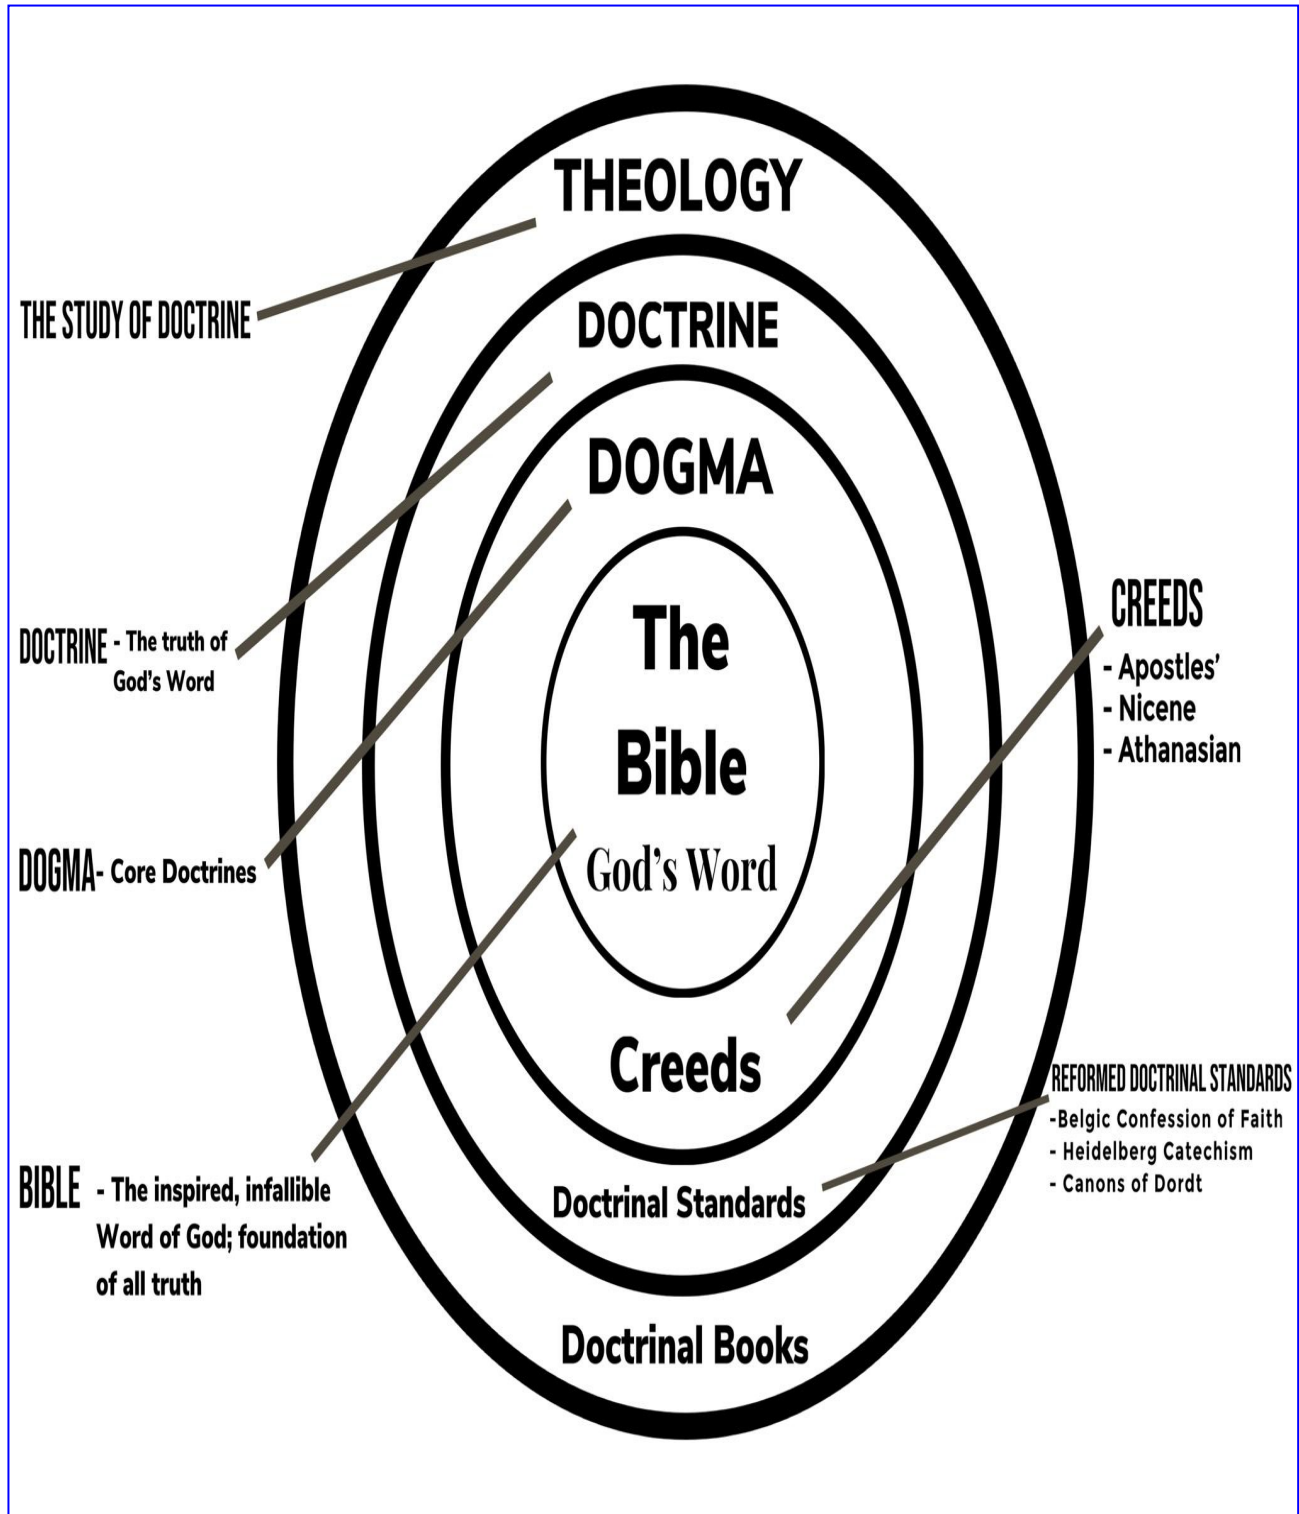 THEOLOGY
THE STUDY OF DOCTRINE
DOCTRINE
DOGMA
The
Bible
God's Word
CREEDS
- Apostles'
- Nicene
- Athanasian
DOCTRINE - The truth of
God's Word
DOGMA- Core Doctrines
Creeds
REFORMED DOCTRINAL STANDARDS
-Belgic Confession of Faith
- Heidelberg Catechism
- Canons of Dordt
BIBLE - The inspired, infallible
Word of God; foundation
of all truth
Doctrinal Standards
Doctrinal Books